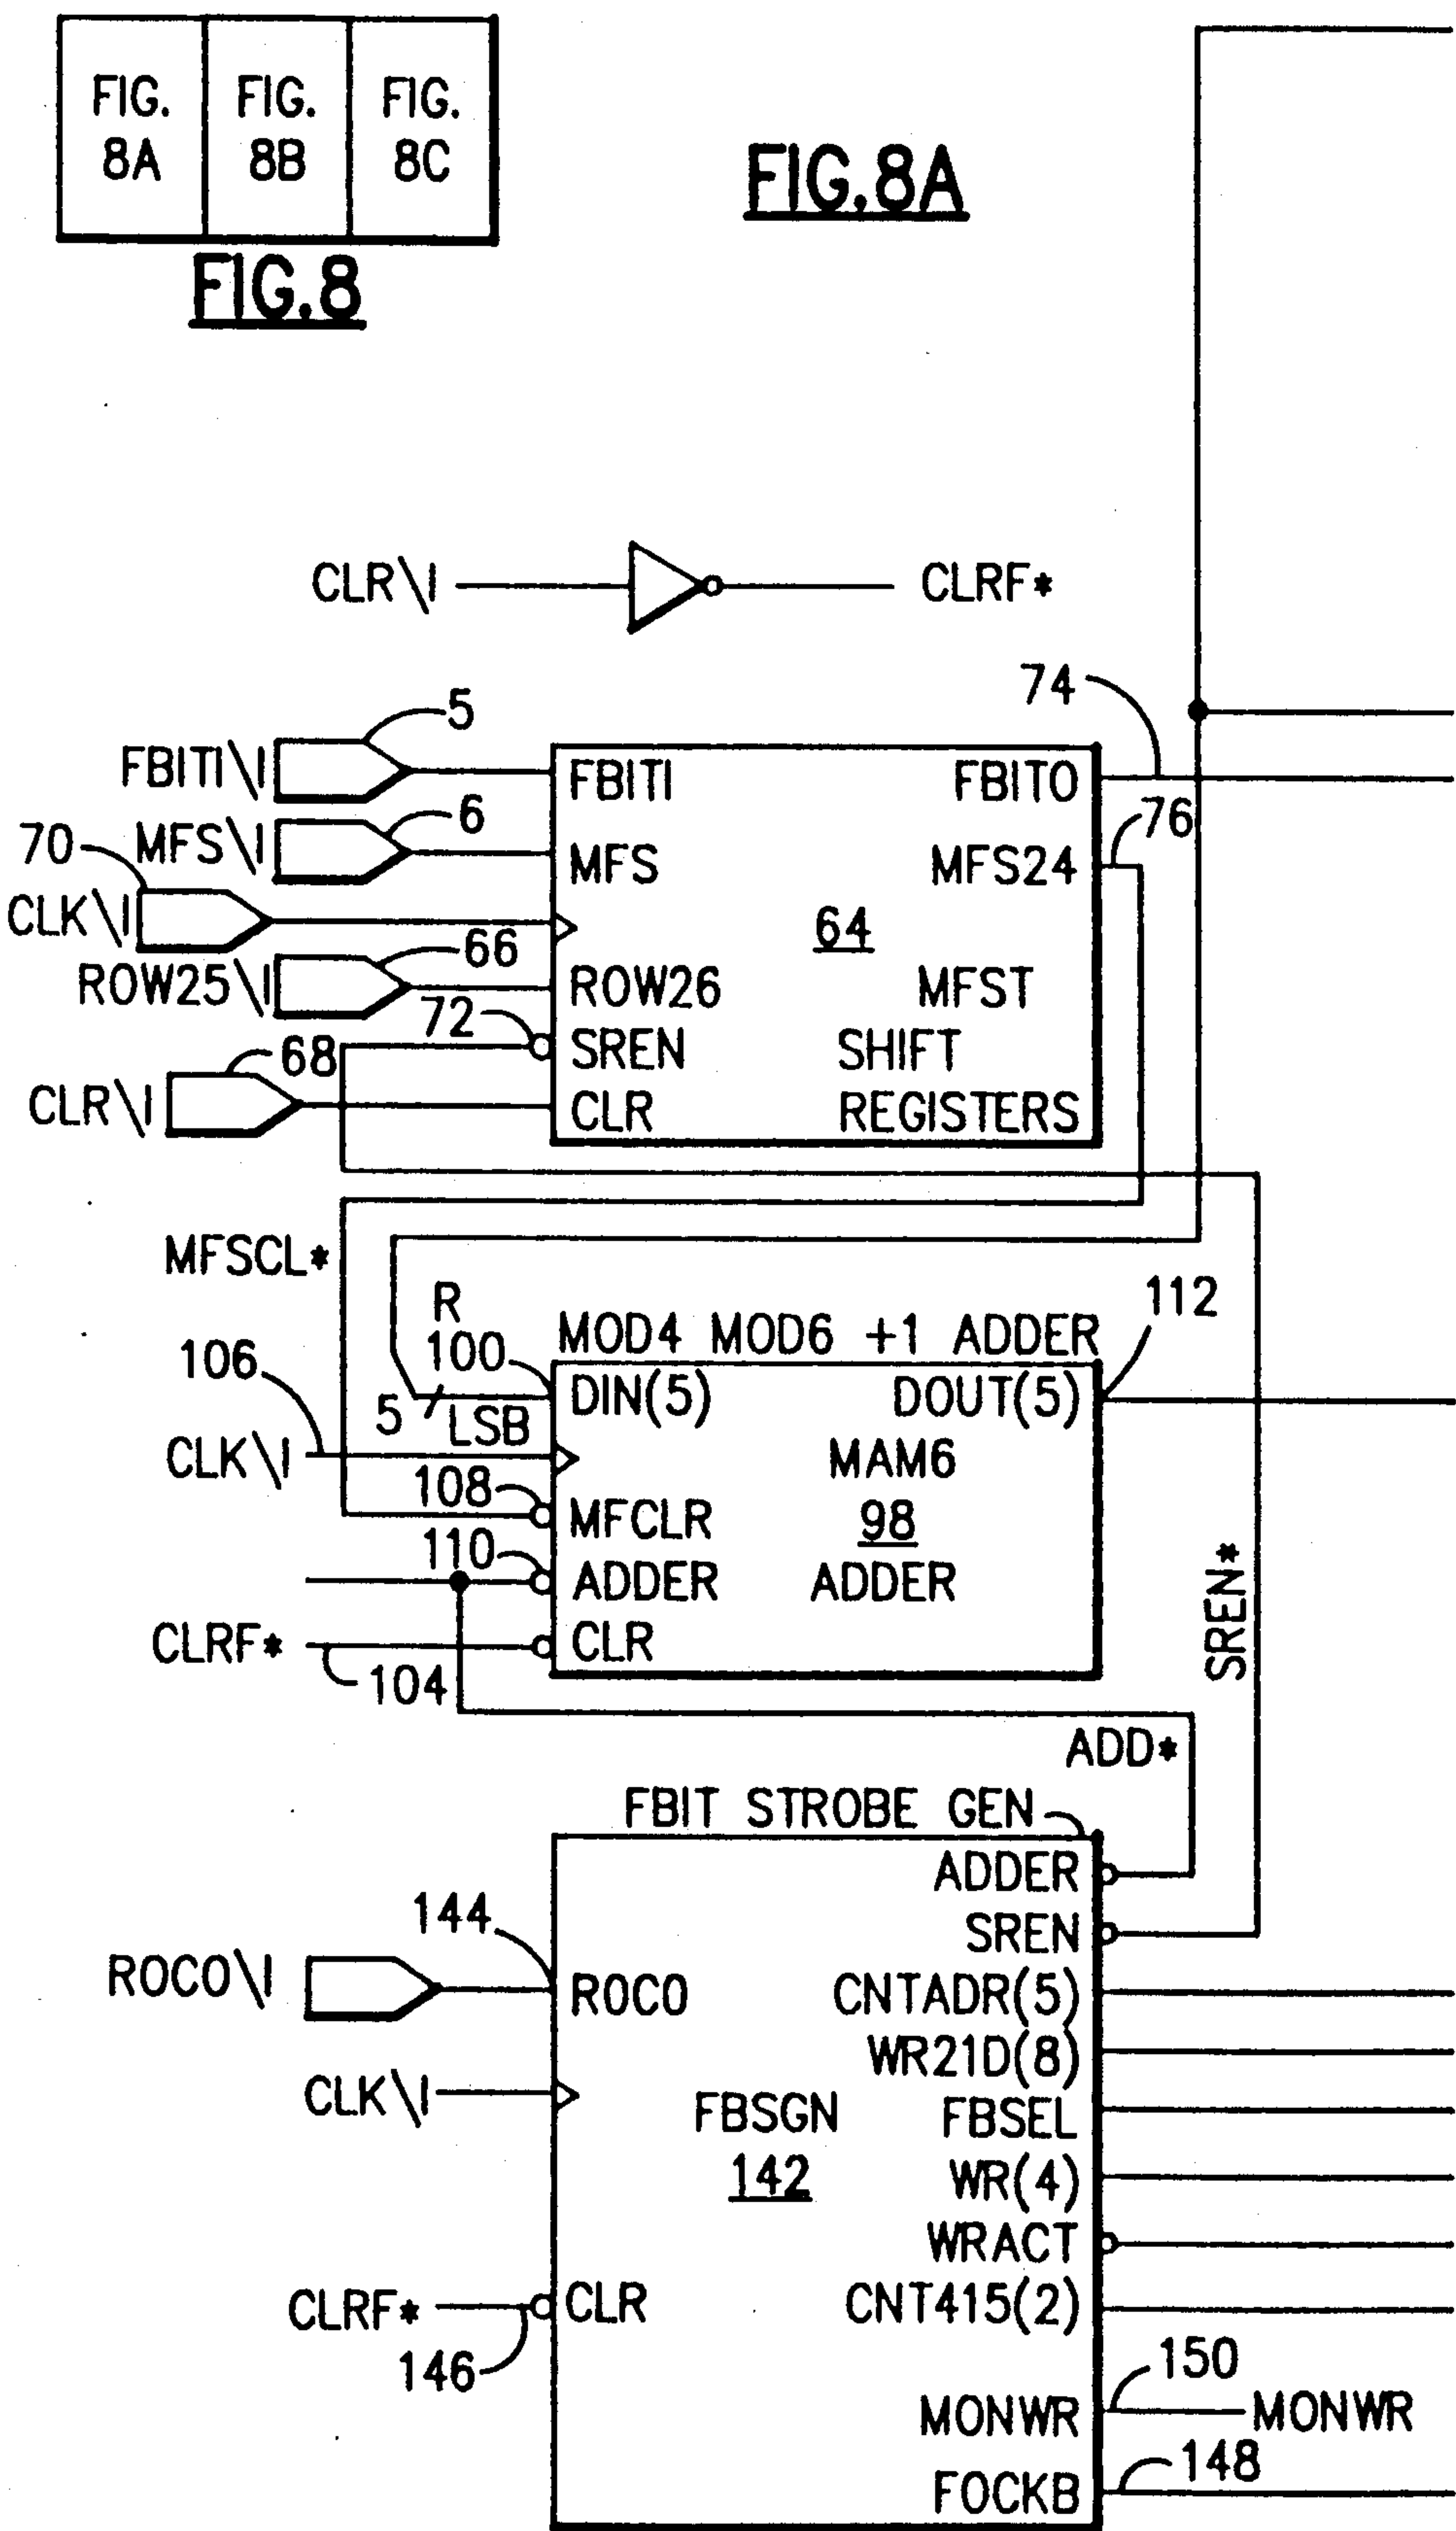 FIG. 8A
FIG. 8B
FIG. 8C
FIG.8
FIG.8A
CLR\I
CLRF*
74
5
FBITI\I
FBITI
FBITO
6
MFS\I
MFS
MFS24
76
70
CLK\I
64
66
ROW25\I
ROW26
MFST
72
SREN
SHIFT
68
CLR\I
CLR
REGISTERS
MFSCL*
R
MOD4 MOD6 +1 ADDER
112
100
106
5
LSB
DIN(5)
DOUT(5)
CLK\I
MAM6
108
MFCLR
98
110
ADDER
ADDER
SREN*
CLRF*
CLR
104
ADD*
FBIT STROBE GEN
ADDER
144
SREN
ROC0\I
ROC0
CNTADR(5)
WR21D(8)
CLK\I
FBSGN
FBSEL
142
WR(4)
WRACT
CLRF*
CLR
CNT415(2)
146
150
MONWR
MONWR
148
FOCKB